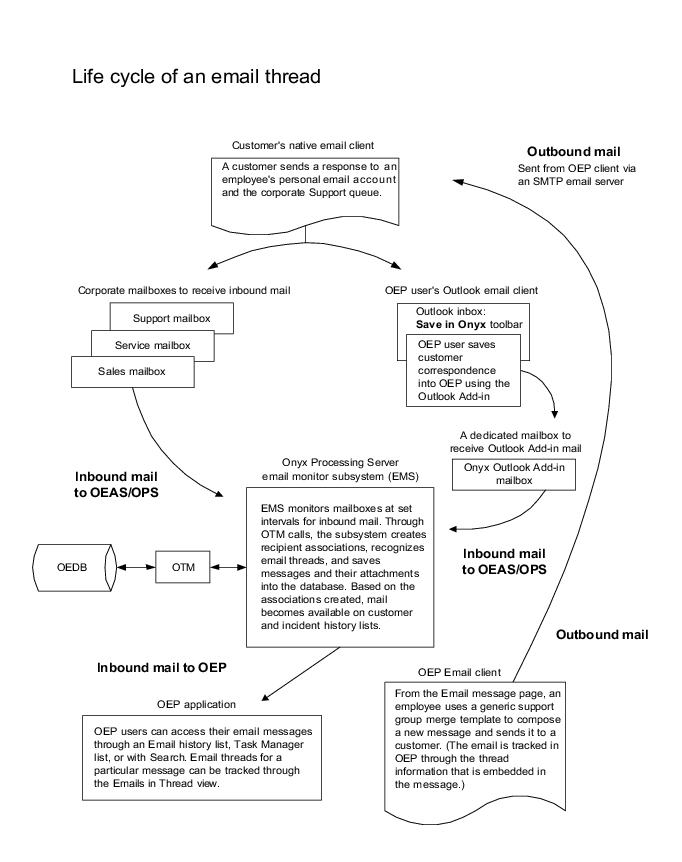 Life cycle of an email thread
Customer's native email client
A customer sends a response to an
employee's personal email account
and the corporate Support queue.
Outbound mail
Sent from OEP client via
an SMTP email server
Corporate mailboxes to receive inbound mail
Support mailbox
Service mailbox
Sales mailbox
OEP user's Outlook email client
Outlook inbox:
Save in Onyx toolbar
OEP user saves
customer
correspondence
into OEP using the
Outlook Add-in
A dedicated mailbox to
receive Outlook Add-in mail
Onyx Outlook Add-in
mailbox
Inbound mail
to OEAS/OPS
Onyx Processing Server
email monitor subsystem (EMS)
EMS monitors mailboxes at set
intervals for inbound mail. Through
OTM calls, the subsystem creates
recipient associations, recognizes
email threads, and saves
messages and their attachments
into the database. Based on the
associations created, mail
becomes available on customer
and incident history lists.
Inbound mail
to OEAS/OPS
OEDB
OTM
Outbound mail
Inbound mail to OEP
OEP application
OEP users can access their email messages
through an Email history list, Task Manager
list, or with Search. Email threads for a
particular message can be tracked through
the Emails in Thread view.
OEP Email client
From the Email message page, an
employee uses a generic support
group merge template to compose
a new message and sends it to a
customer. (The email is tracked in
OEP through the thread
information that is embedded in
the message.)